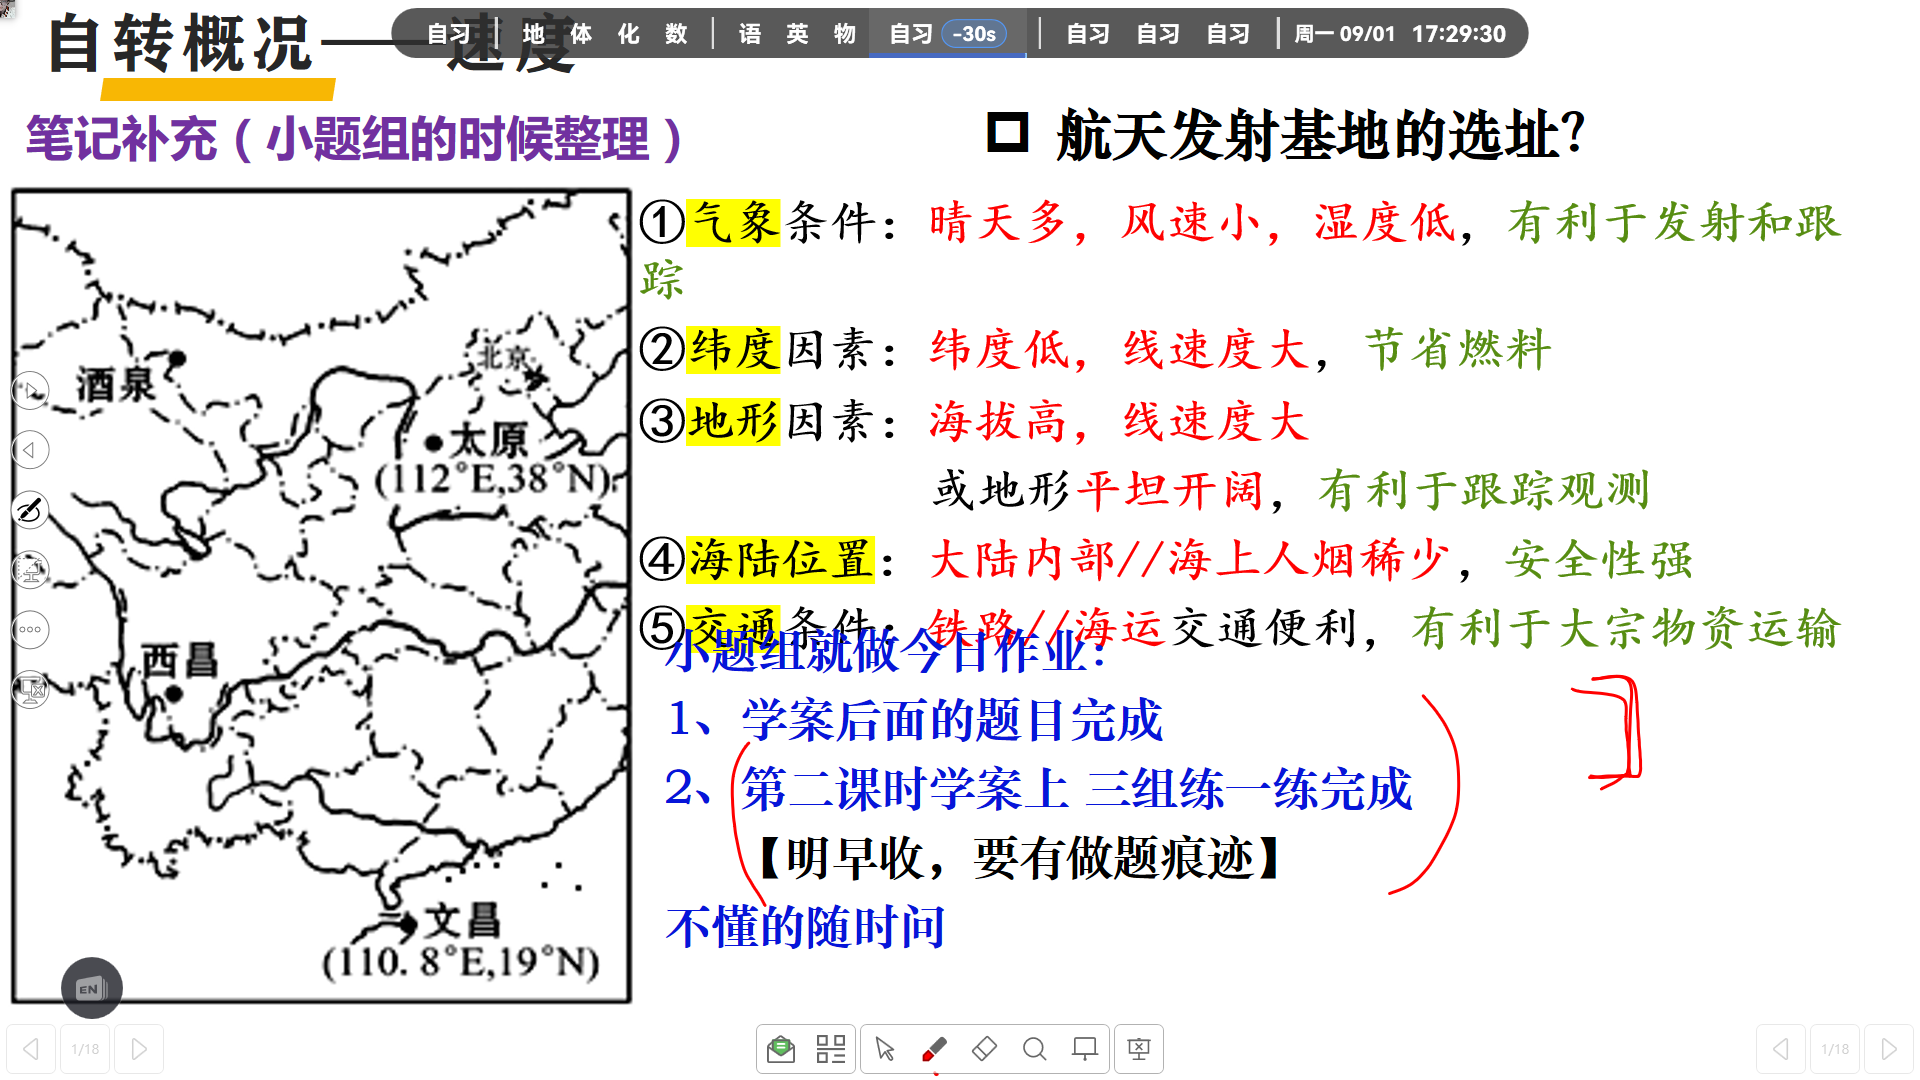 自习 | 地 体 化 数 | 语 英 物 自习 -30s | 自习 自习 自习 | 周一 09/01 17:29:30
自转概况——速度
笔记补充（小题组的时候整理）
航天发射基地的选址？
①气象条件：晴天多，风速小，湿度低，有利于发射和跟
踪
②纬度因素：纬度低，线速度大，节省燃料
③地形因素：海拔高，线速度大
或地形平坦开阔，有利于跟踪观测
④海陆位置：大陆内部//海上人烟稀少，安全性强
⑤交通条件：铁路//海运交通便利，有利于大宗物资运输
小题组就做今日作业：
1、学案后面的题目完成
2、第二课时学案上 三组练一练完成
【明早收，要有做题痕迹】
不懂的随时问
北京
酒泉
太原
(112°E,38°N)
西昌
文昌
(110.8°E,19°N)
EN
1/18
1/18